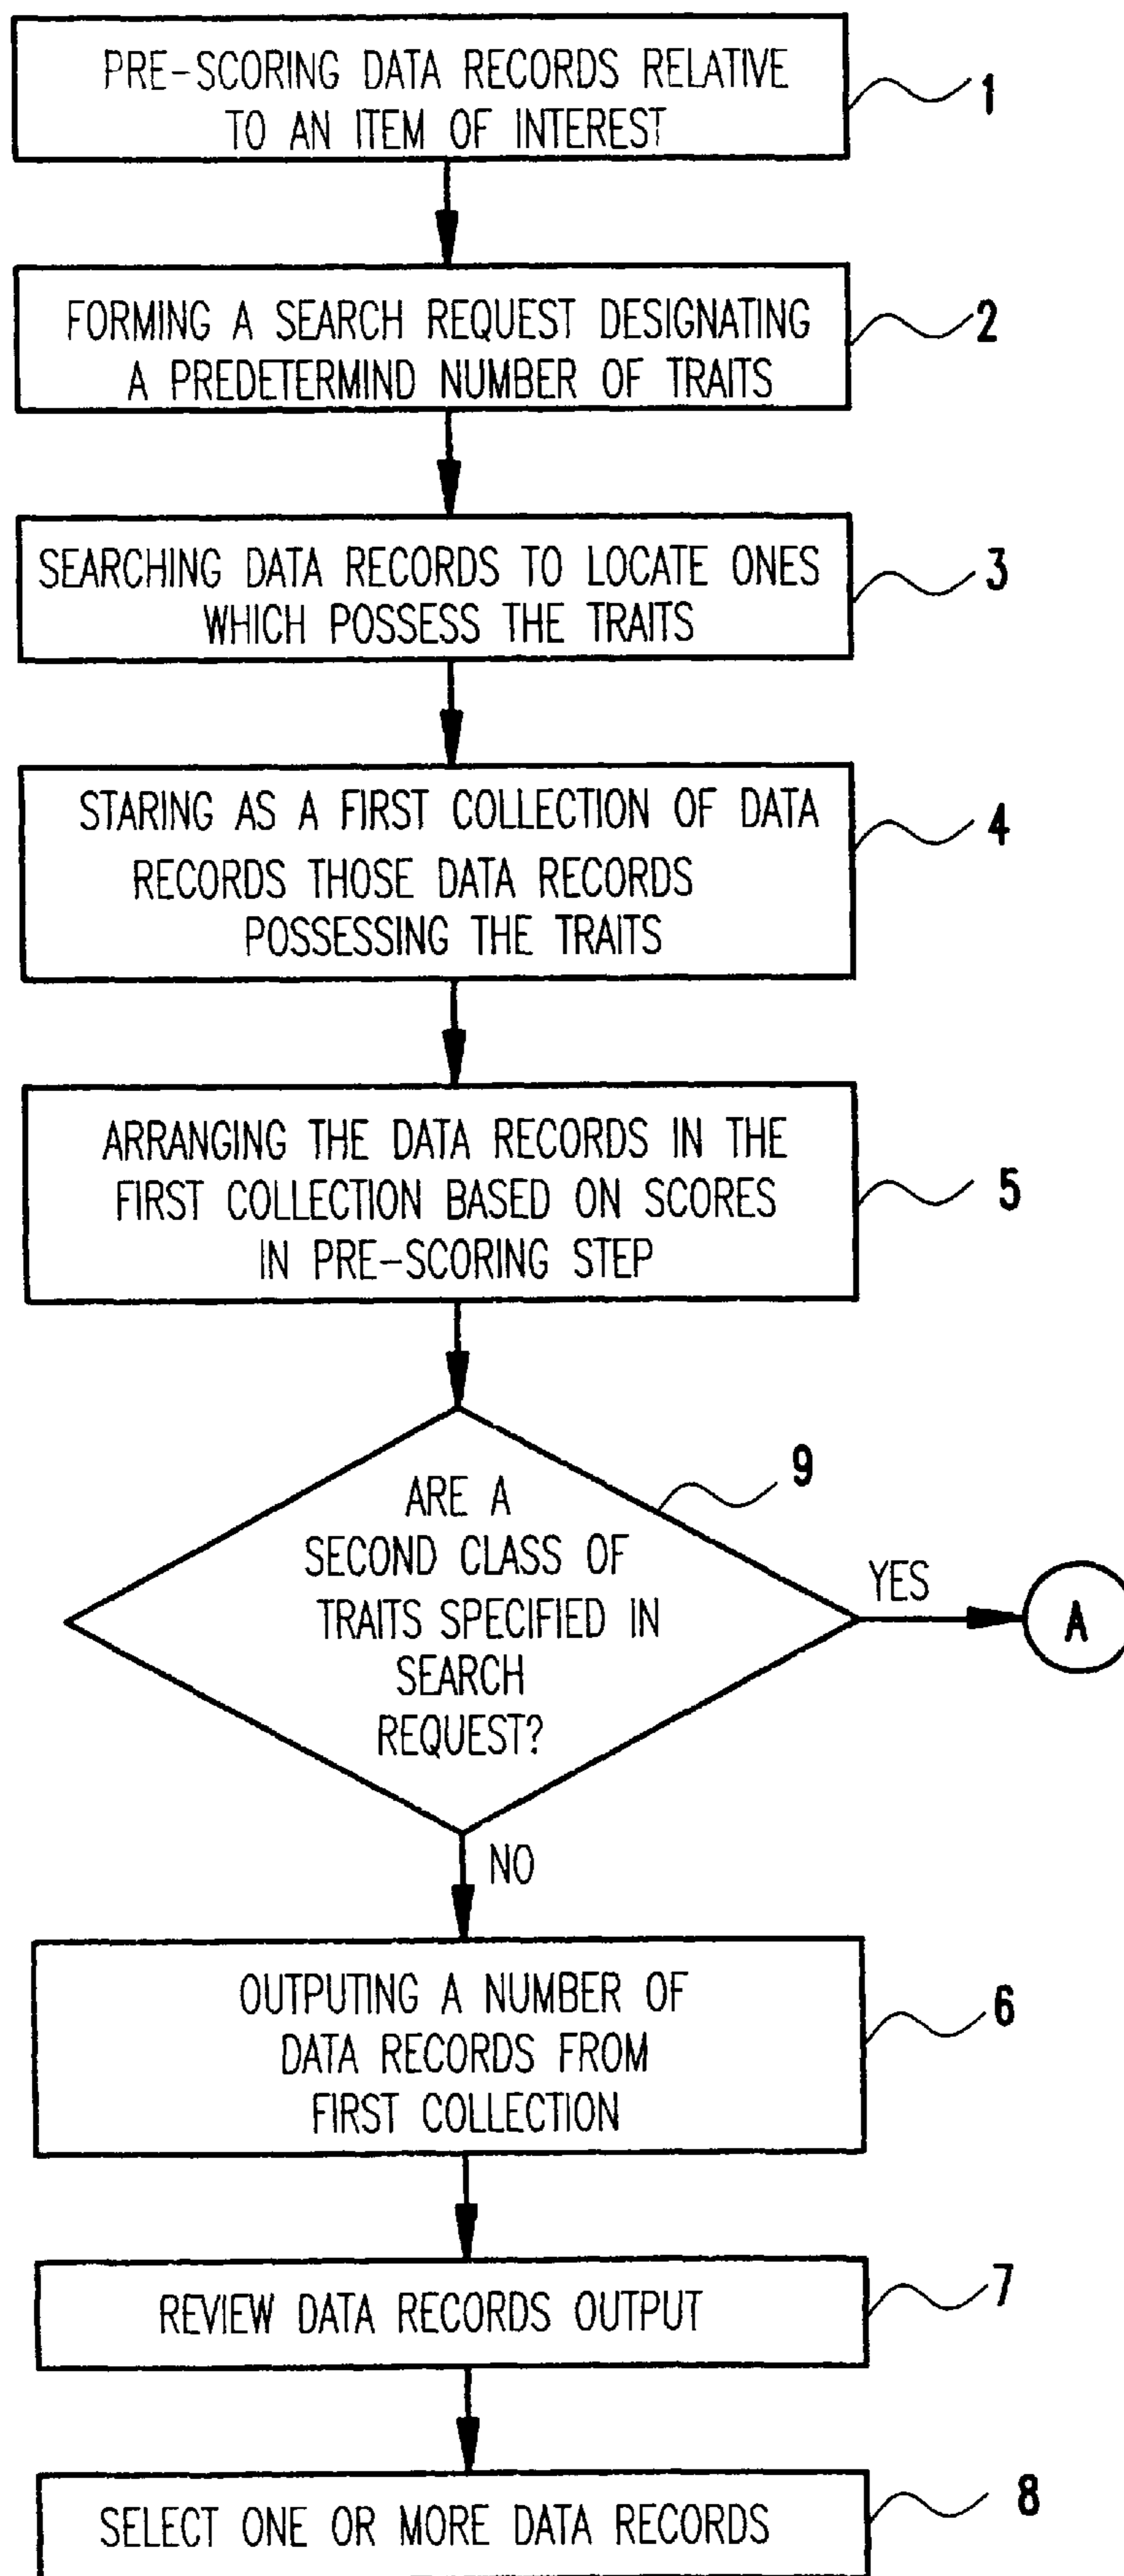 PRE-SCORING DATA RECORDS RELATIVE
TO AN ITEM OF INTEREST
1
FORMING A SEARCH REQUEST DESIGNATING
A PREDETERMIND NUMBER OF TRAITS
2
SEARCHING DATA RECORDS TO LOCATE ONES
WHICH POSSESS THE TRAITS
3
STARING AS A FIRST COLLECTION OF DATA
RECORDS THOSE DATA RECORDS
POSSESSING THE TRAITS
4
ARRANGING THE DATA RECORDS IN THE
FIRST COLLECTION BASED ON SCORES
IN PRE-SCORING STEP
5
ARE A
SECOND CLASS OF
TRAITS SPECIFIED IN
SEARCH
REQUEST?
9
YES
A
NO
OUTPUTING A NUMBER OF
DATA RECORDS FROM
FIRST COLLECTION
6
REVIEW DATA RECORDS OUTPUT
7
SELECT ONE OR MORE DATA RECORDS
8